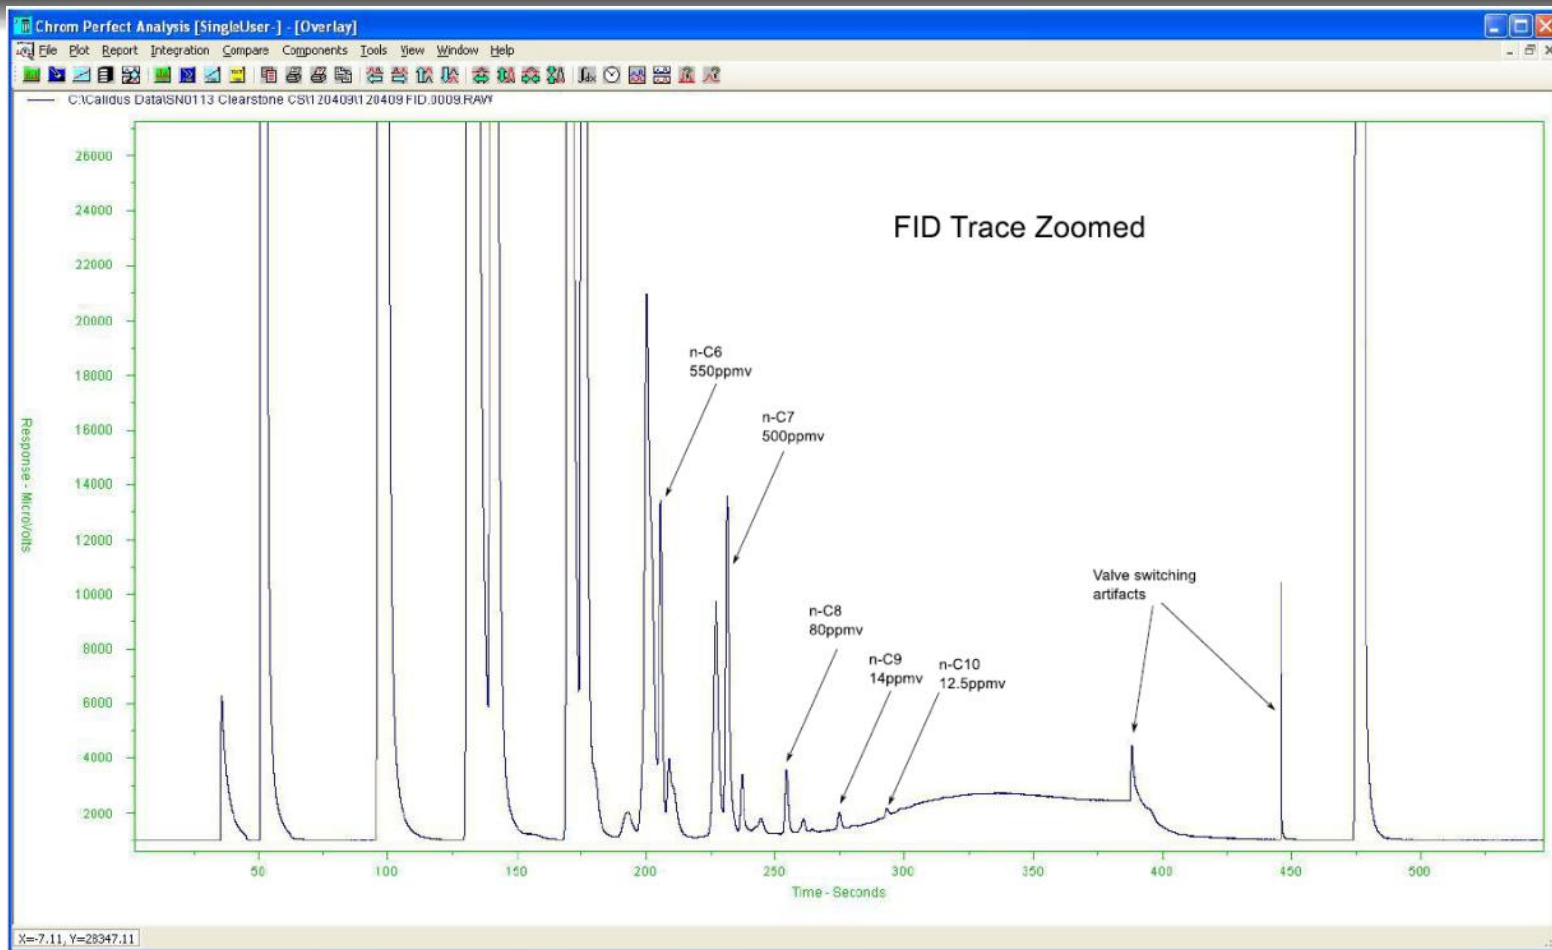 Chrom Perfect Analysis [SingleUser-] - [Overlay]
File Plot Report Integration Compare Components Tools View Window Help
C:\Calidus Data\SN0113 Clearstone CS\120409\120409 FID.0009.RAW
26000
24000
22000
20000
18000
16000
14000
12000
10000
8000
6000
4000
2000
Response - MicroVolts
FID Trace Zoomed
n-C6
550ppmv
n-C7
500ppmv
n-C8
80ppmv
n-C9
14ppmv
n-C10
12.5ppmv
Valve switching
artifacts
50 100 150 200 250 300 350 400 450 500
Time - Seconds
X=-7.11, Y=28347.11